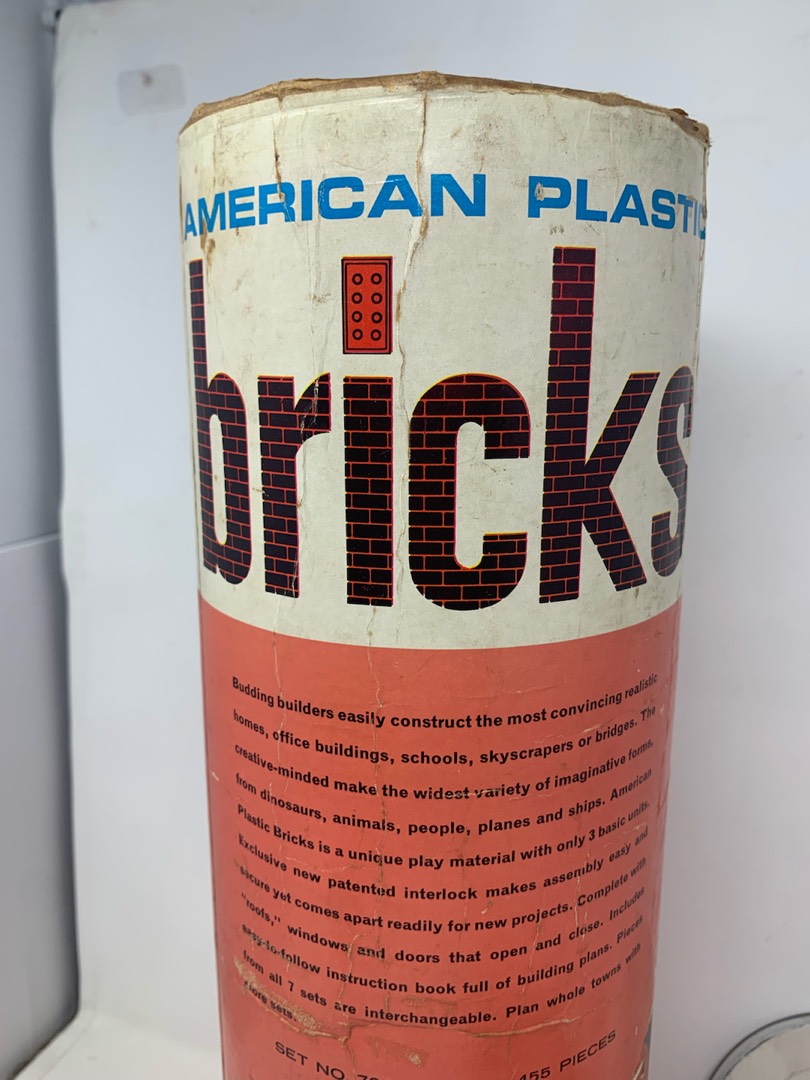 AMERICAN PLASTIC
bricks
Budding builders easily construct the most convincing realistic
homes, office buildings, schools, skyscrapers or bridges. The
creative-minded make the widest variety of imaginative forms,
from dinosaurs, animals, people, planes and ships. American
Plastic Bricks is a unique play material with only 3 basic units.
Exclusive new patented interlock makes assembly easy and
secure yet comes apart readily for new projects. Complete with
"roofs," windows and doors that open and close. Includes
easy-to-follow instruction book full of building plans. Pieces
from all 7 sets are interchangeable. Plan whole towns with
more sets.
SET NO. 455 PIECES